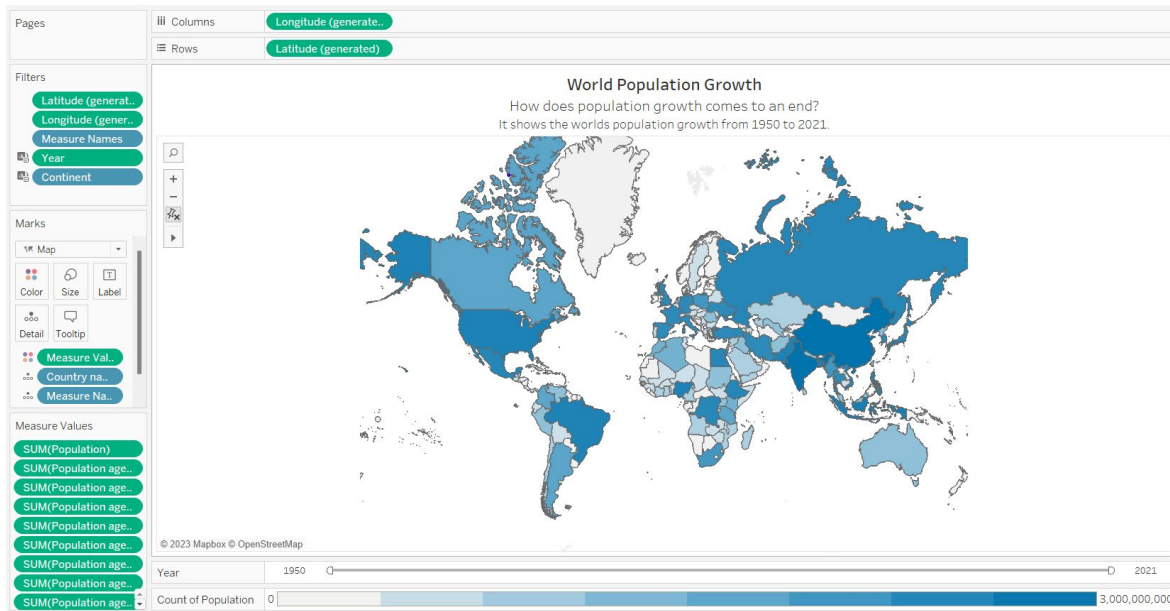 Pages
Columns
Longitude (generate..
Rows
Latitude (generated)
Filters
Latitude (generat..
Longitude (gener..
Measure Names
Year
Continent
Marks
Map
Color
Size
Label
Detail
Tooltip
Measure Val..
Country na..
Measure Na..
Measure Values
SUM(Population)
SUM(Population age..
SUM(Population age..
SUM(Population age..
SUM(Population age..
SUM(Population age..
SUM(Population age..
SUM(Population age..
SUM(Population age..
World Population Growth
How does population growth comes to an end?
It shows the worlds population growth from 1950 to 2021.
© 2023 Mapbox © OpenStreetMap
Year
1950
2021
Count of Population
0
3,000,000,000